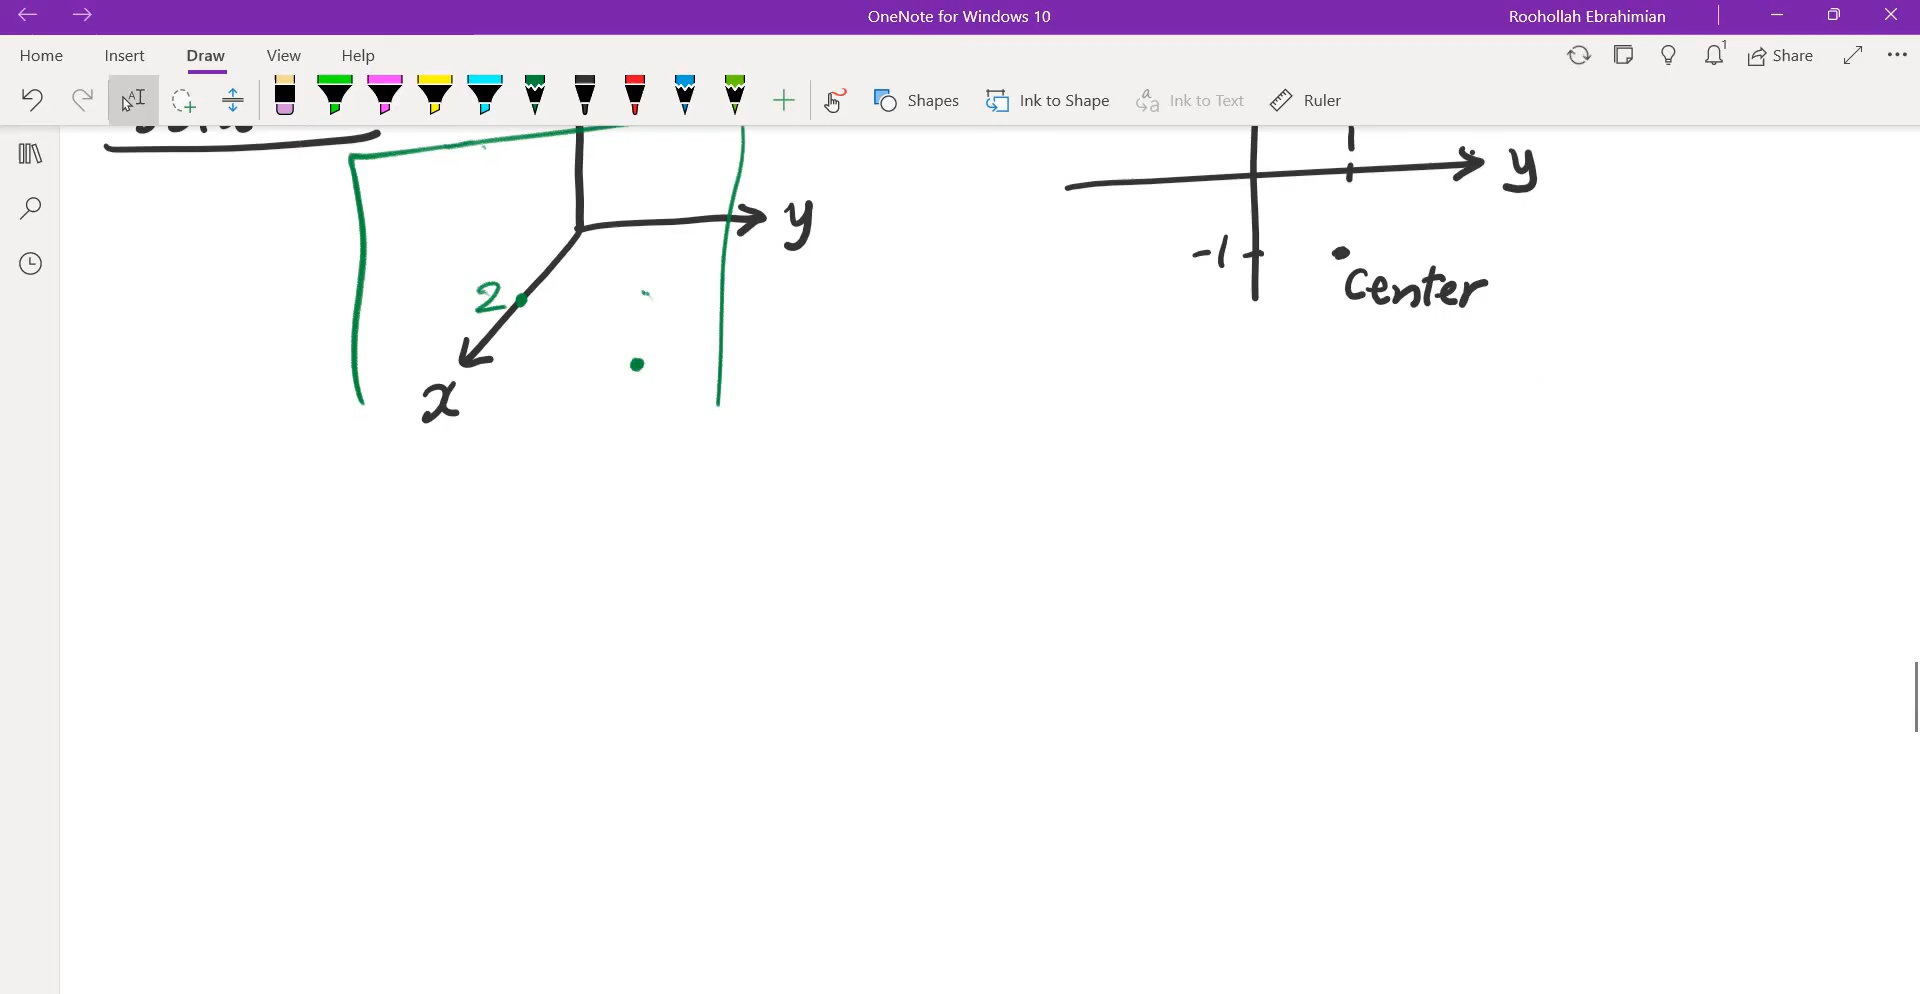 OneNote for Windows 10
Roohollah Ebrahimian
Home Insert Draw View Help
1
Share
Shapes
Ink to Shape
a
a
Ink to Text
Ruler
y
2
x
y
-1
Center